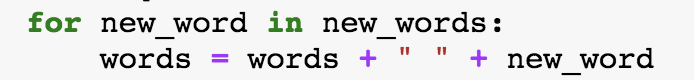 for new_word in new_words:
    words = words + " " + new_word